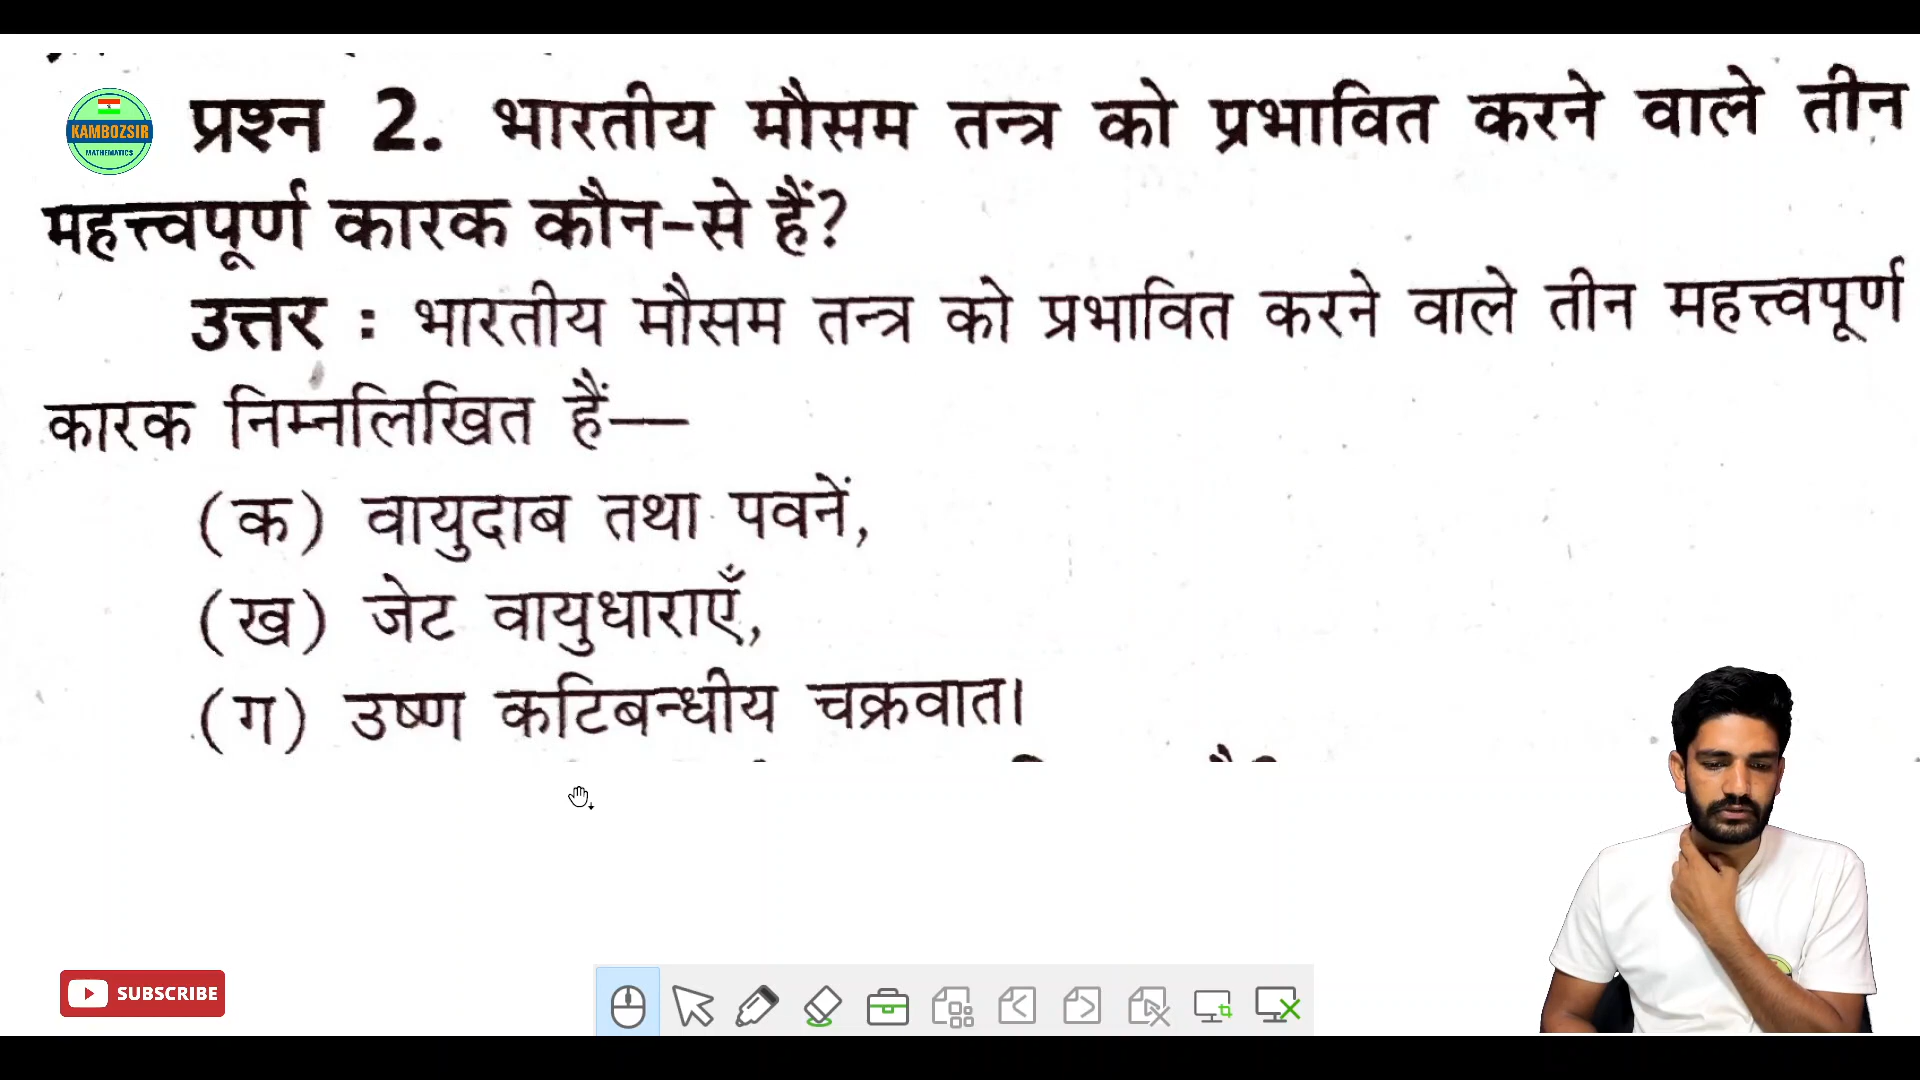 KAMBOZSIR
MATHEMATICS
प्रश्न 2. भारतीय मौसम तन्त्र को प्रभावित करने वाले तीन
महत्त्वपूर्ण कारक कौन-से हैं?
उत्तर : भारतीय मौसम तन्त्र को प्रभावित करने वाले तीन महत्त्वपूर्ण
कारक निम्नलिखित हैं—
(क) वायुदाब तथा पवनें,
(ख) जेट वायुधाराएँ,
(ग) उष्ण कटिबन्धीय चक्रवात।
SUBSCRIBE